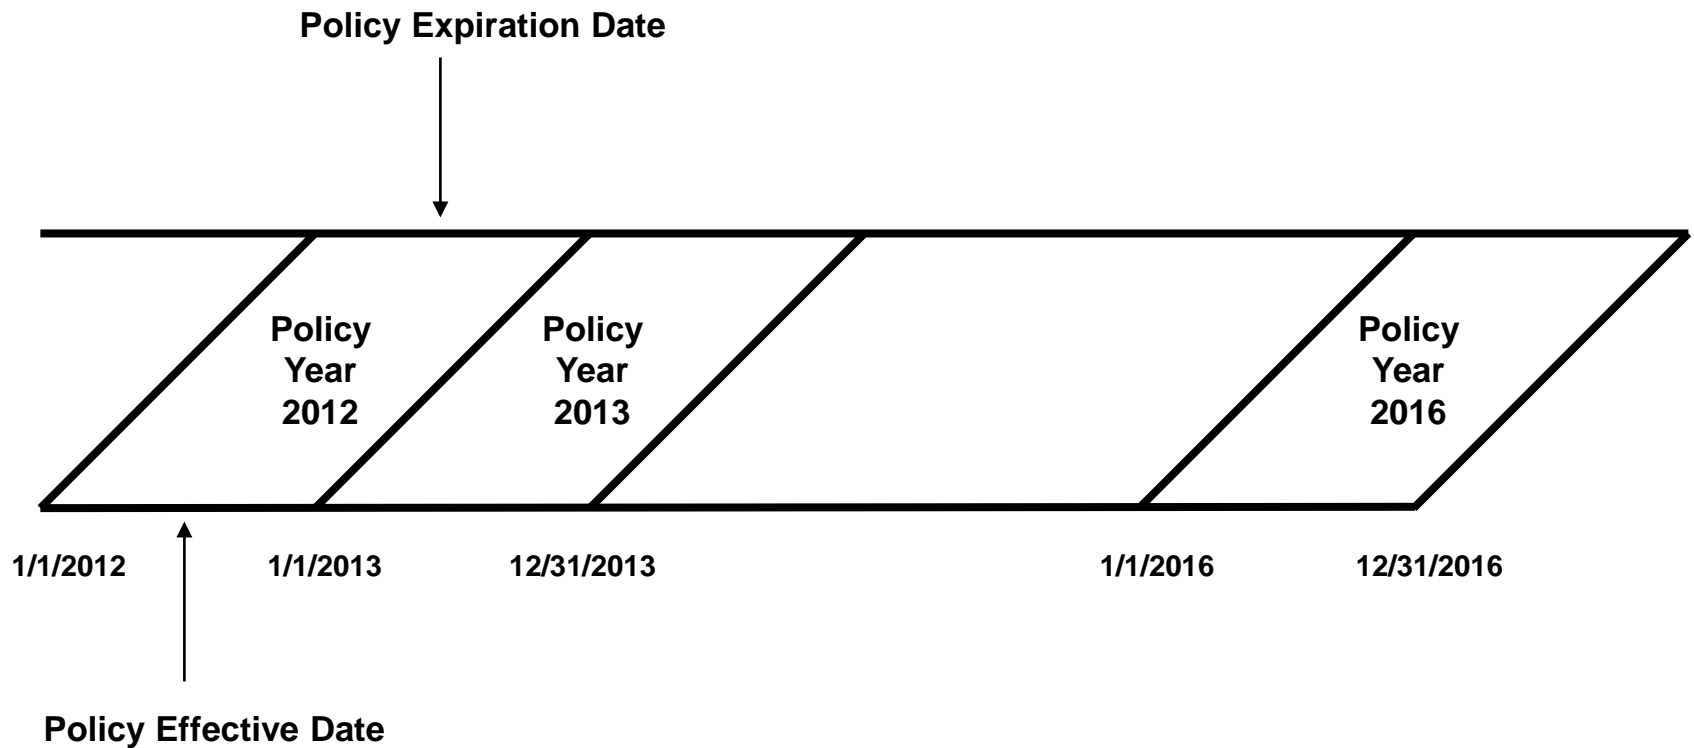 Policy Expiration Date
Policy
Year
2012
Policy
Year
2013
Policy
Year
2016
1/1/2012
1/1/2013
12/31/2013
1/1/2016
12/31/2016
Policy Effective Date